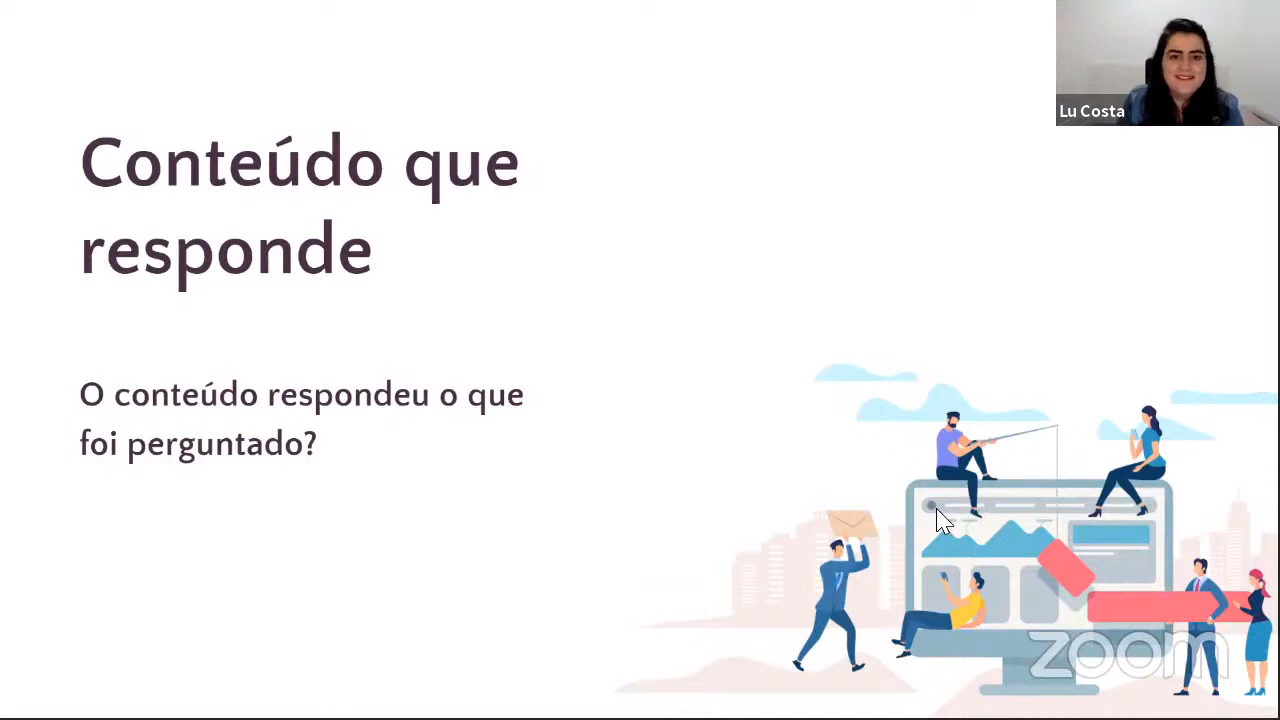 Lu Costa
Conteúdo que
responde
O conteúdo respondeu o que
foi perguntado?
zoom